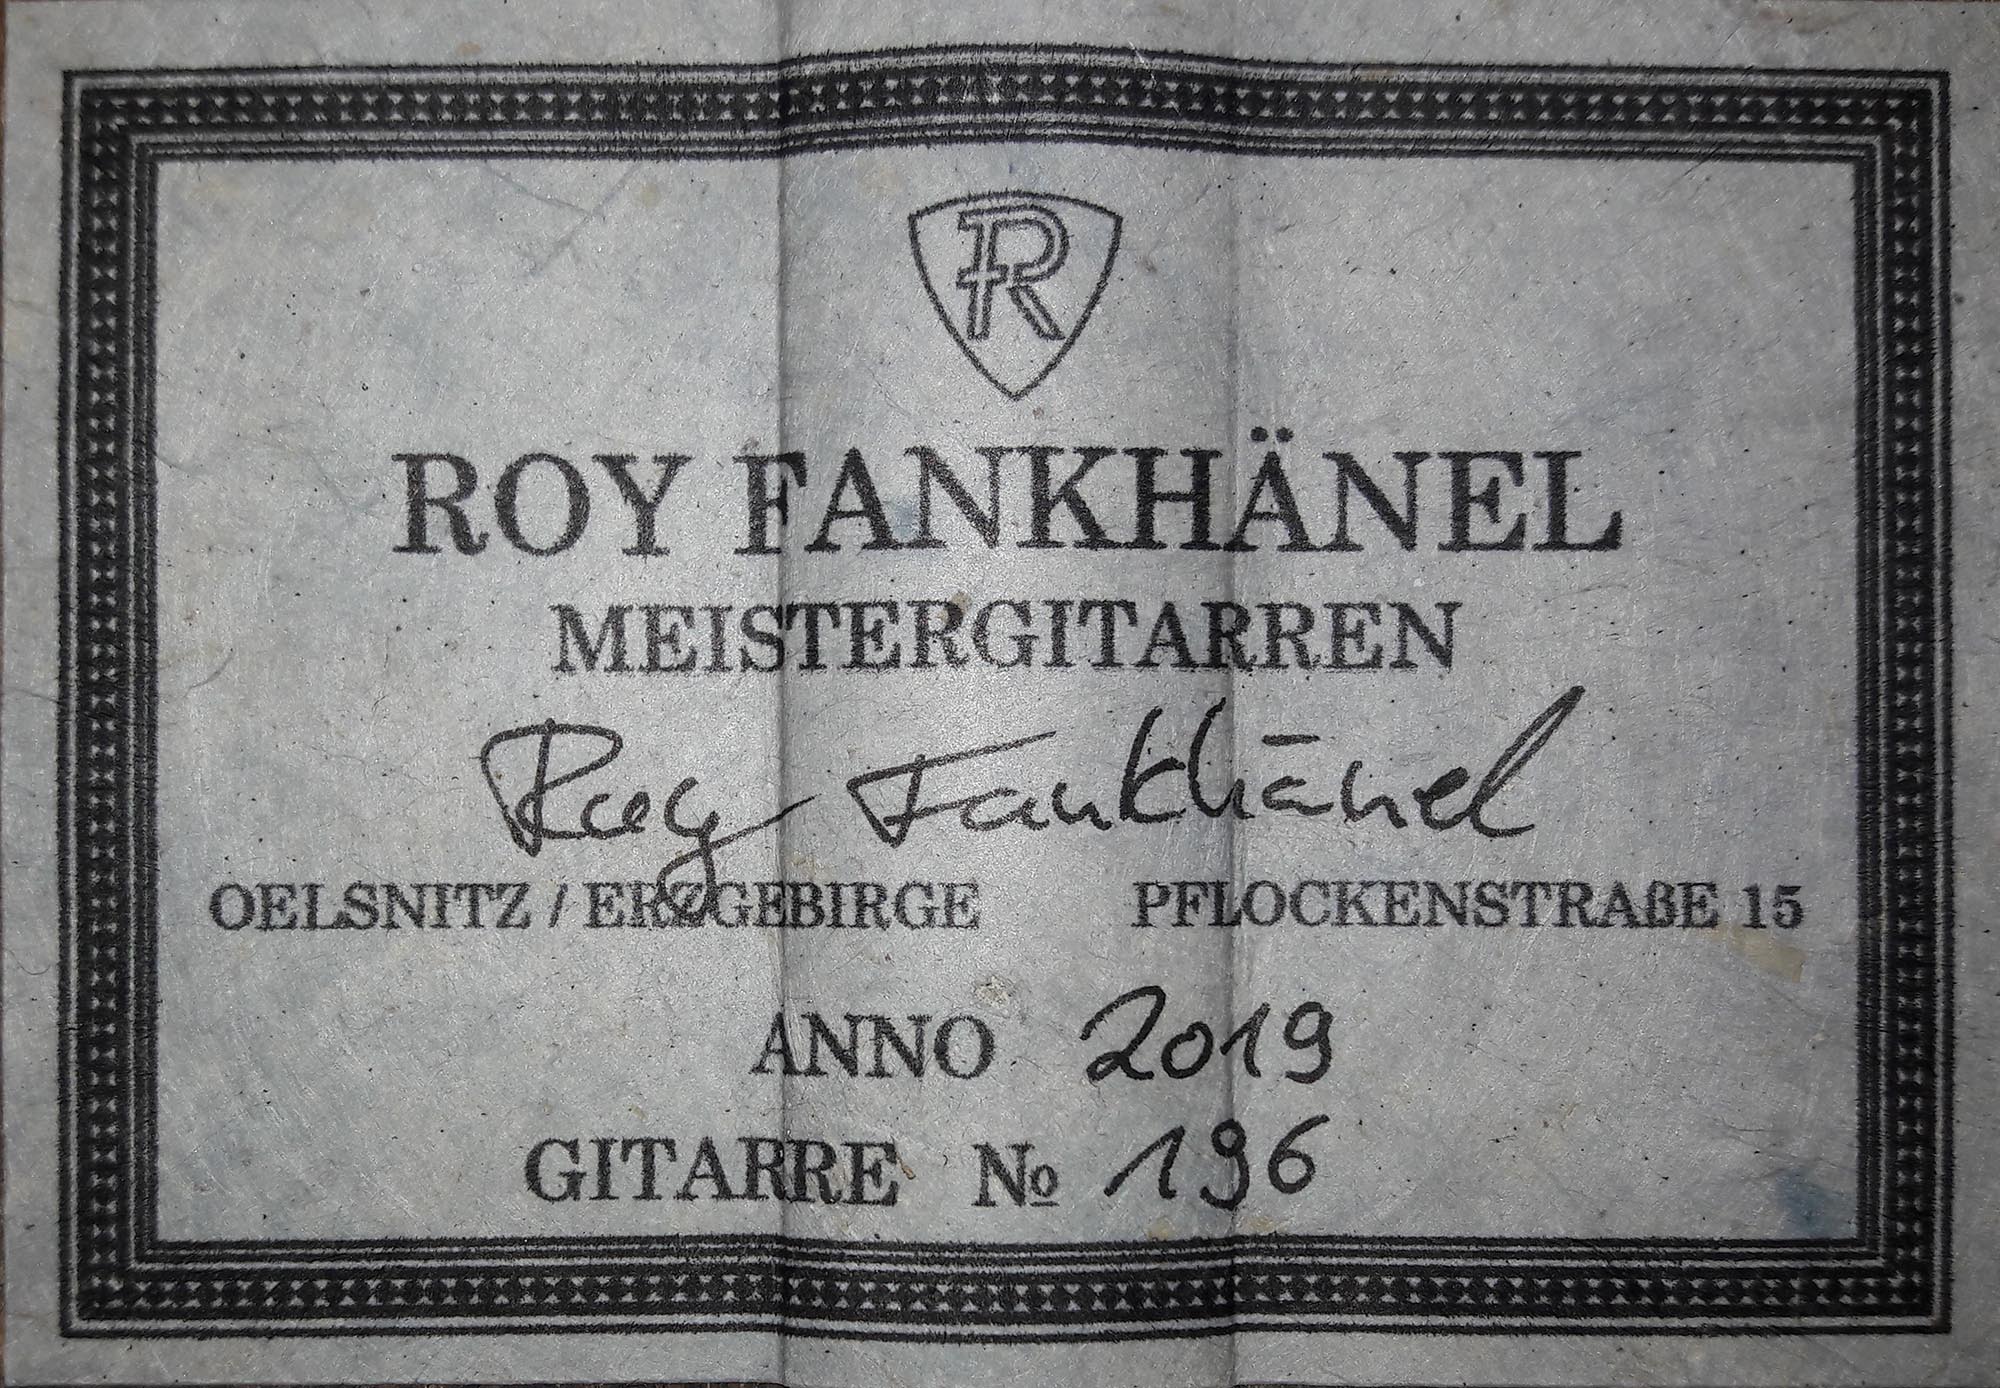 R
ROY FANKHÄNEL
MEISTERGITARREN
Roy Fankhänel
OELSNITZ / ERZGEBIRGE PFLOCKENSTRAßE 15
ANNO 2019
GITARRE No 196